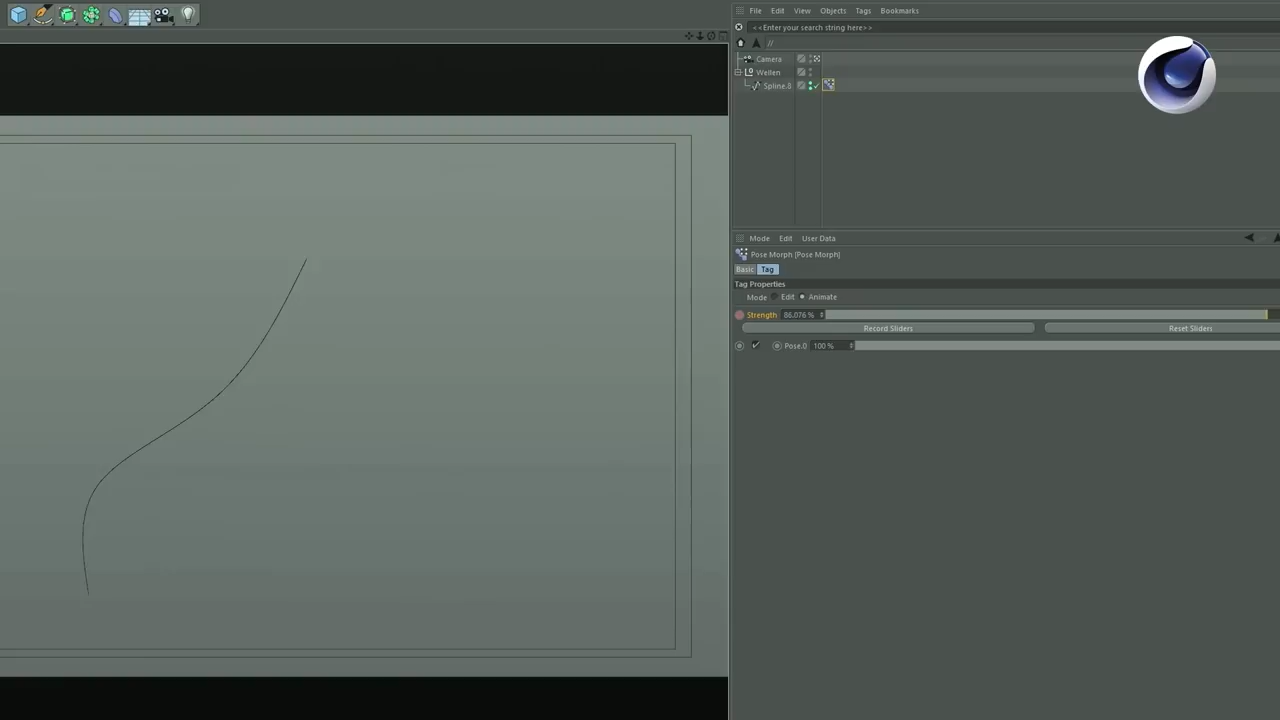 File Edit View Objects Tags Bookmarks
<<Enter your search string here>>
//
Camera
Wellen
Spline.0
Mode Edit User Data
Pose Morph [Pose Morph]
Basic Tag
Tag Properties
Mode Edit Animate
Strength 86.076 %
Record Sliders Reset Sliders
Pose.0 100 %